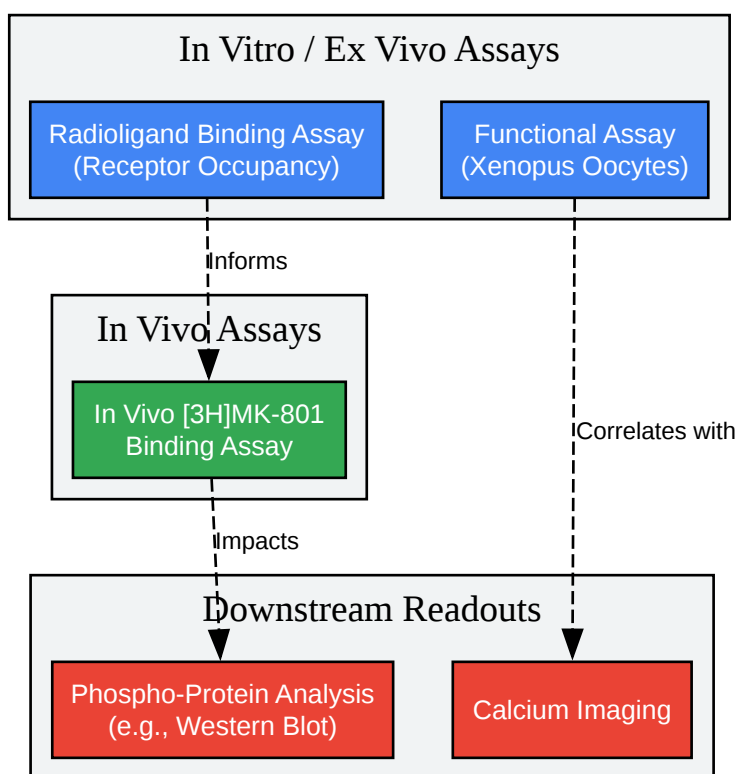 In Vitro / Ex Vivo Assays
Radioligand Binding Assay
(Receptor Occupancy)
Functional Assay
(Xenopus Oocytes)
Informs
In Vivo Assays
In Vivo [3H]MK-801
Binding Assay
Correlates with
Impacts
Downstream Readouts
Phospho-Protein Analysis
(e.g., Western Blot)
Calcium Imaging